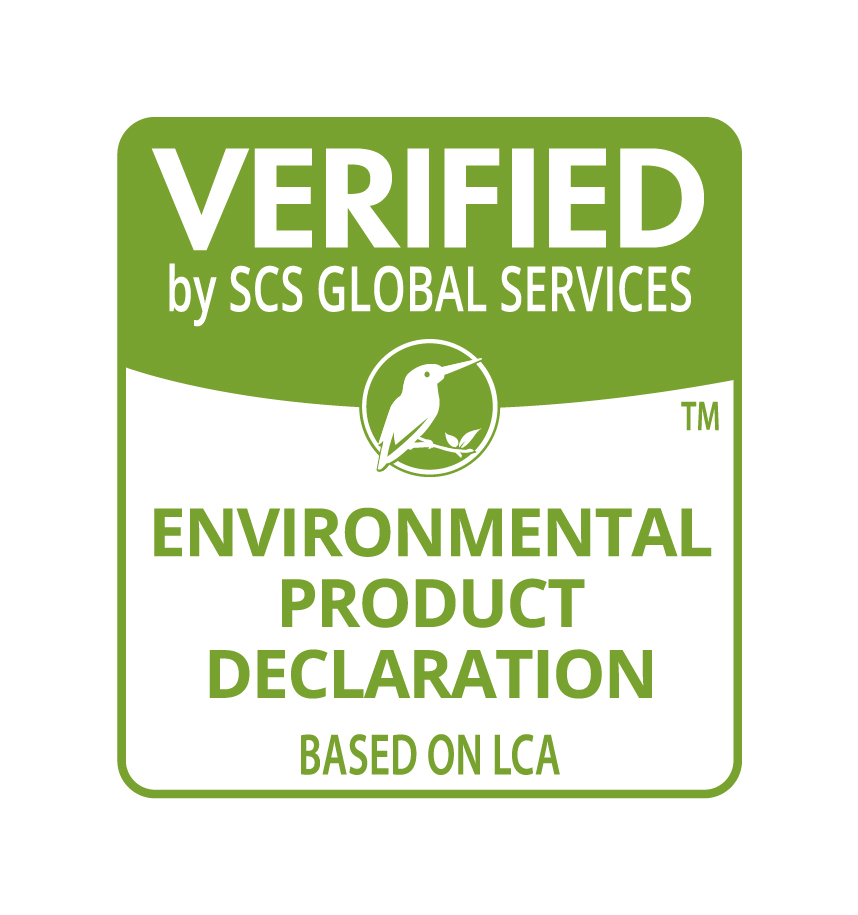 VERIFIED
by SCS GLOBAL SERVICES
TM
ENVIRONMENTAL
PRODUCT
DECLARATION
BASED ON LCA